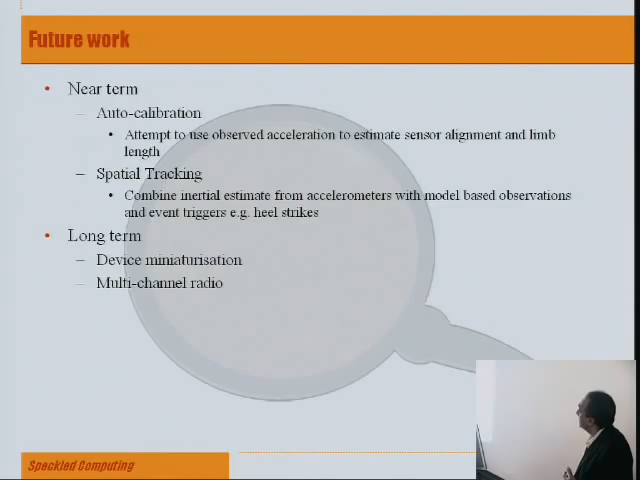 Future work
• Near term
– Auto-calibration
• Attempt to use observed acceleration to estimate sensor alignment and limb
length
– Spatial Tracking
• Combine inertial estimate from accelerometers with model based observations
and event triggers e.g. heel strikes
• Long term
– Device miniaturisation
– Multi-channel radio
Speckled Computing